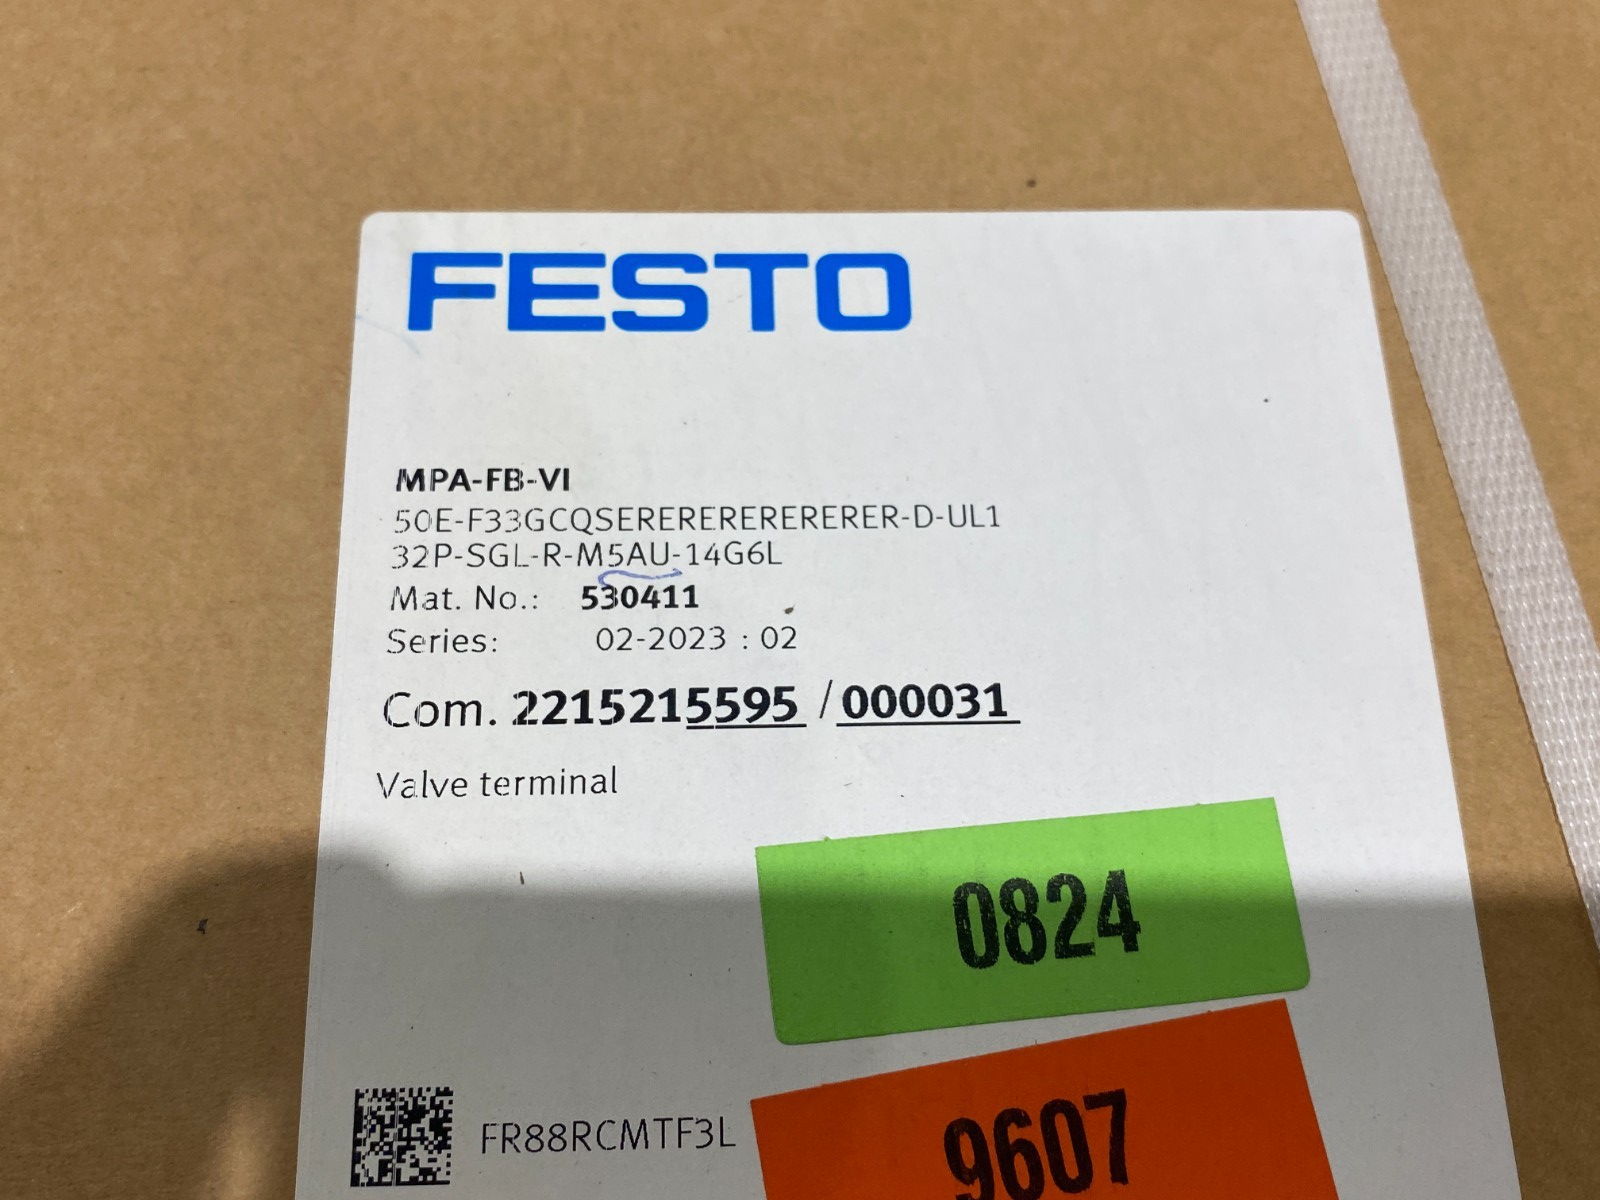 FESTO
MPA-FB-VI
50E-F33GCQSERERERERERERER-D-UL1
32P-SGL-R-M5AU-14G6L
Mat. No.: 530411
Series: 02-2023 : 02
Com. 2215215595 / 000031
Valve terminal
0824
FR88RCMTF3L
9607